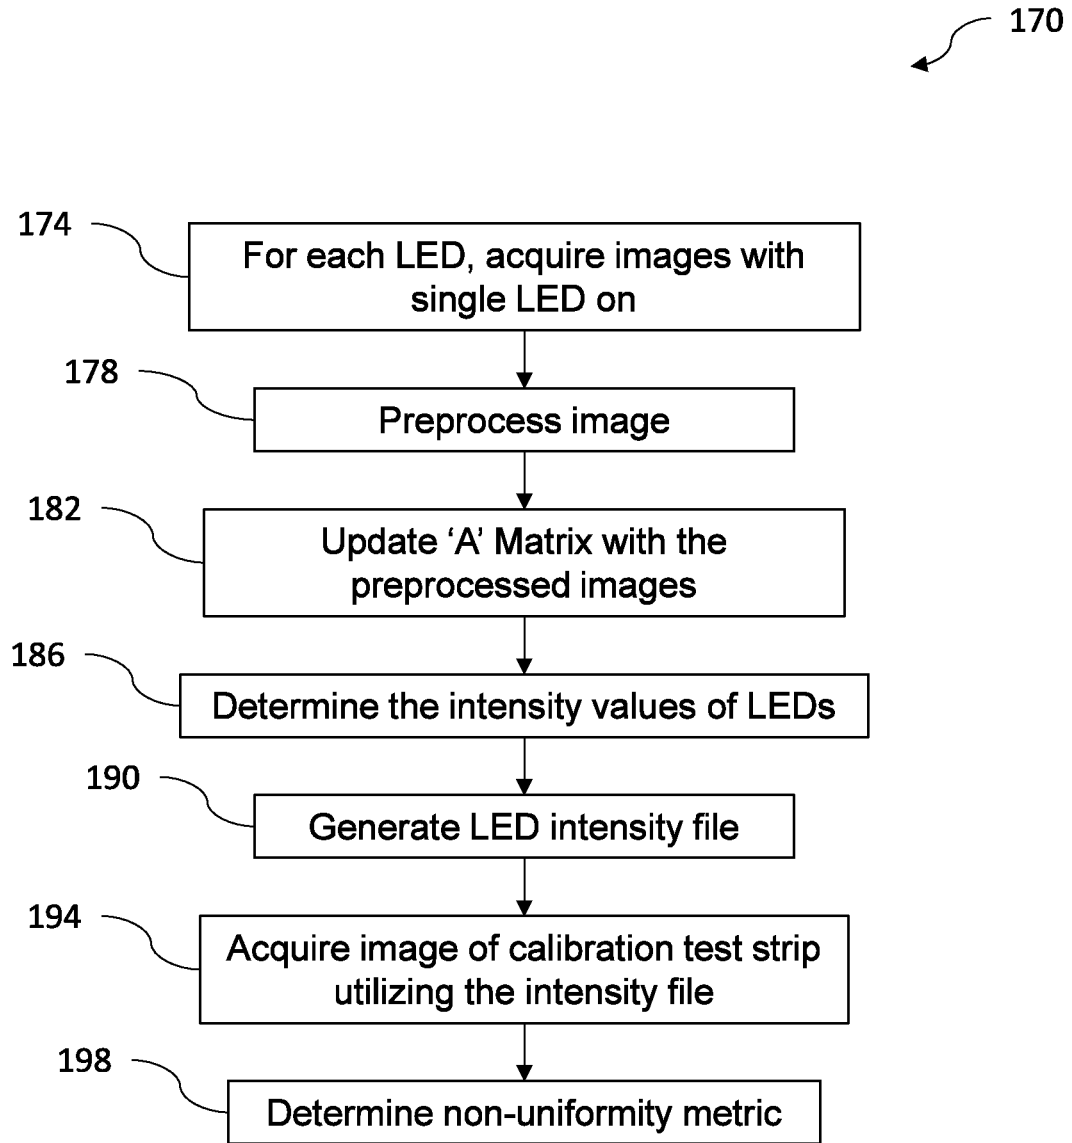 170
174
For each LED, acquire images with
single LED on
178
Preprocess image
182
Update ‘A’ Matrix with the
preprocessed images
186
Determine the intensity values of LEDs
190
Generate LED intensity file
194
Acquire image of calibration test strip
utilizing the intensity file
198
Determine non-uniformity metric